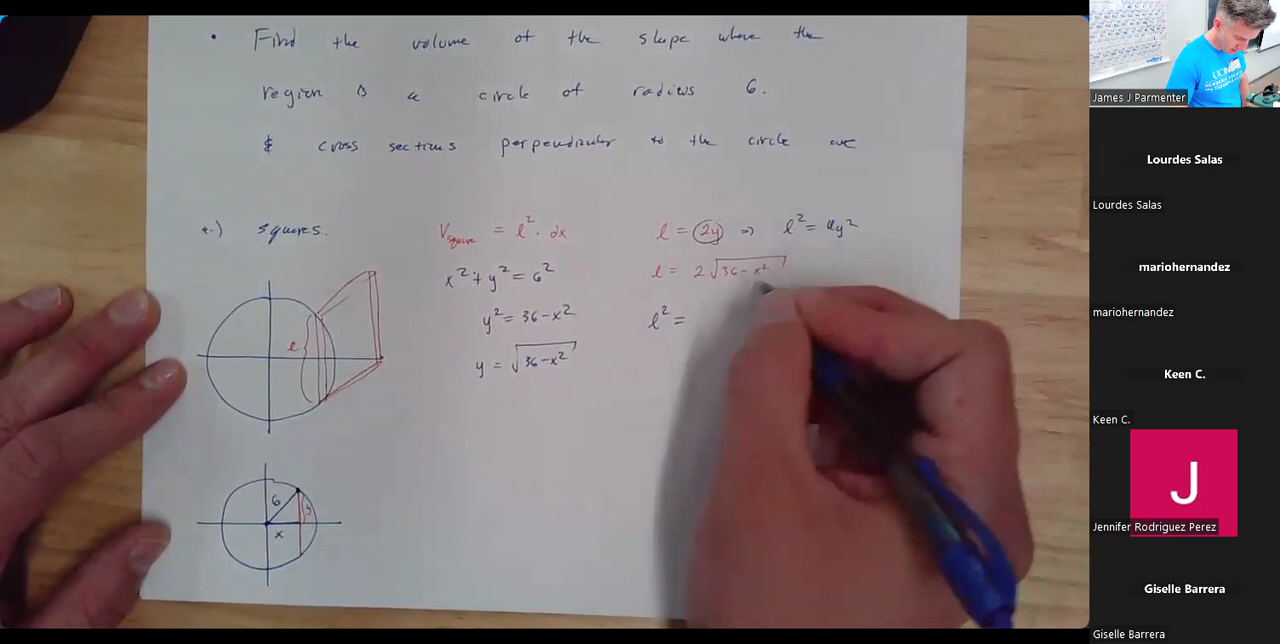 • Find the volume of the shape where the
region is a circle of radius 6.
& cross sections perpendicular to the circle are
a.) squares.
V_square = l² · dx
x² + y² = 6²
y² = 36 - x²
y = √(36 - x²)
l = 2y ⇒ l² = 4y²
l = 2√(36 - x²)
l² =
l
6
y
x
James J Parmenter
Lourdes Salas
Lourdes Salas
mariohernandez
mariohernandez
Keen C.
Keen C.
J
Jennifer Rodriguez Perez
Giselle Barrera
Giselle Barrera